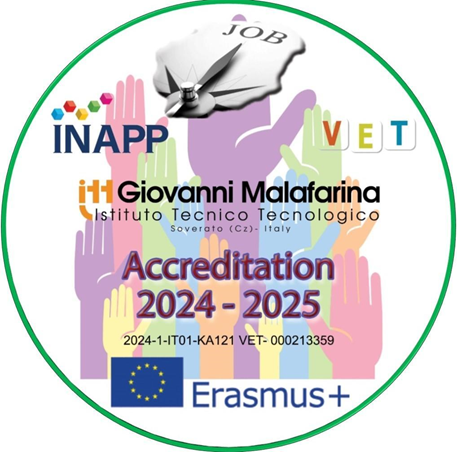 JOB
INAPP
VET
itt Giovanni Malafarina
Istituto Tecnico Tecnologico
Soverato (Cz)- Italy
Accreditation
2024 - 2025
2024-1-IT01-KA121 VET- 000213359
Erasmus+